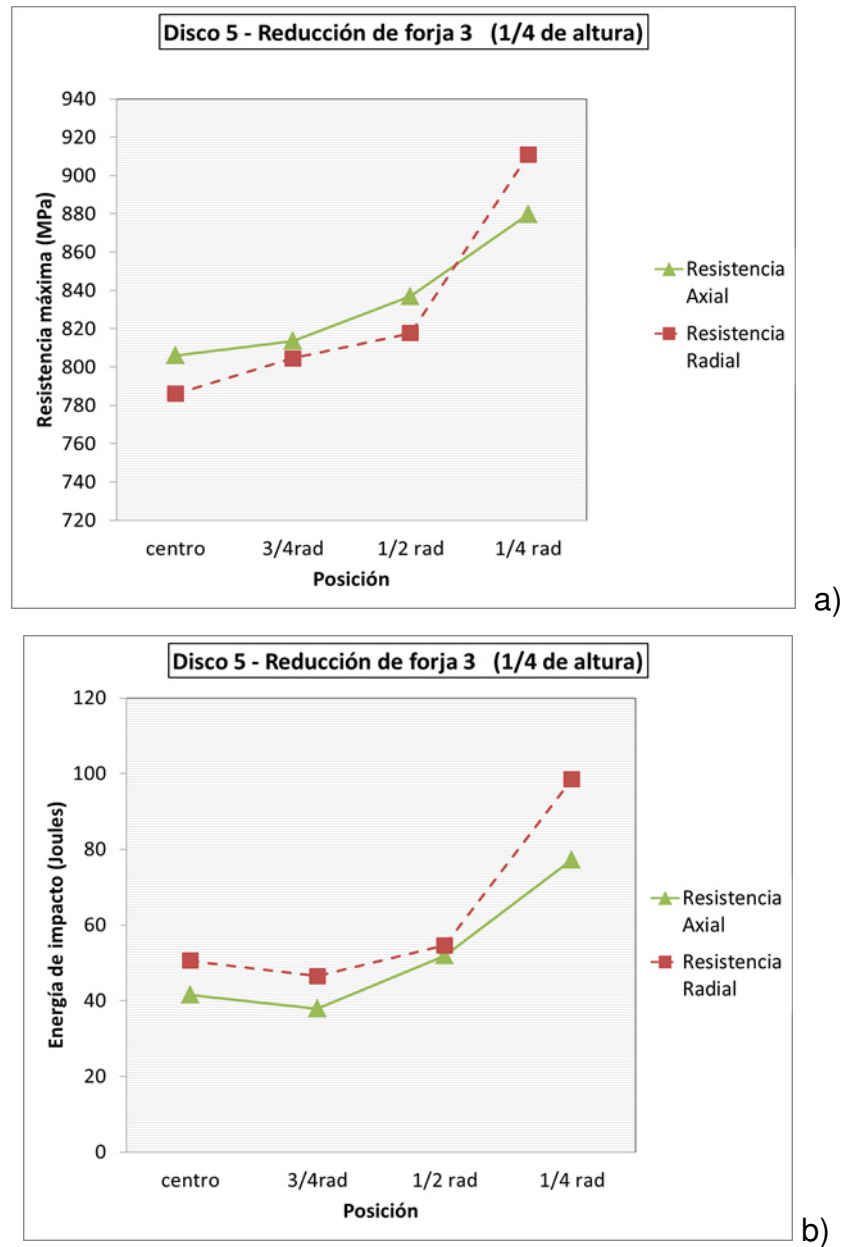 Disco 5 - Reducción de forja 3 (1/4 de altura)
940
920
900
880
860
840
820
800
780
760
740
720
Resistencia máxima (MPa)
centro 3/4rad 1/2 rad 1/4 rad
Posición
Resistencia
Axial
Resistencia
Radial
a)
Disco 5 - Reducción de forja 3 (1/4 de altura)
120
100
80
60
40
20
0
Energía de impacto (Joules)
centro 3/4rad 1/2 rad 1/4 rad
Posición
Resistencia
Axial
Resistencia
Radial
b)